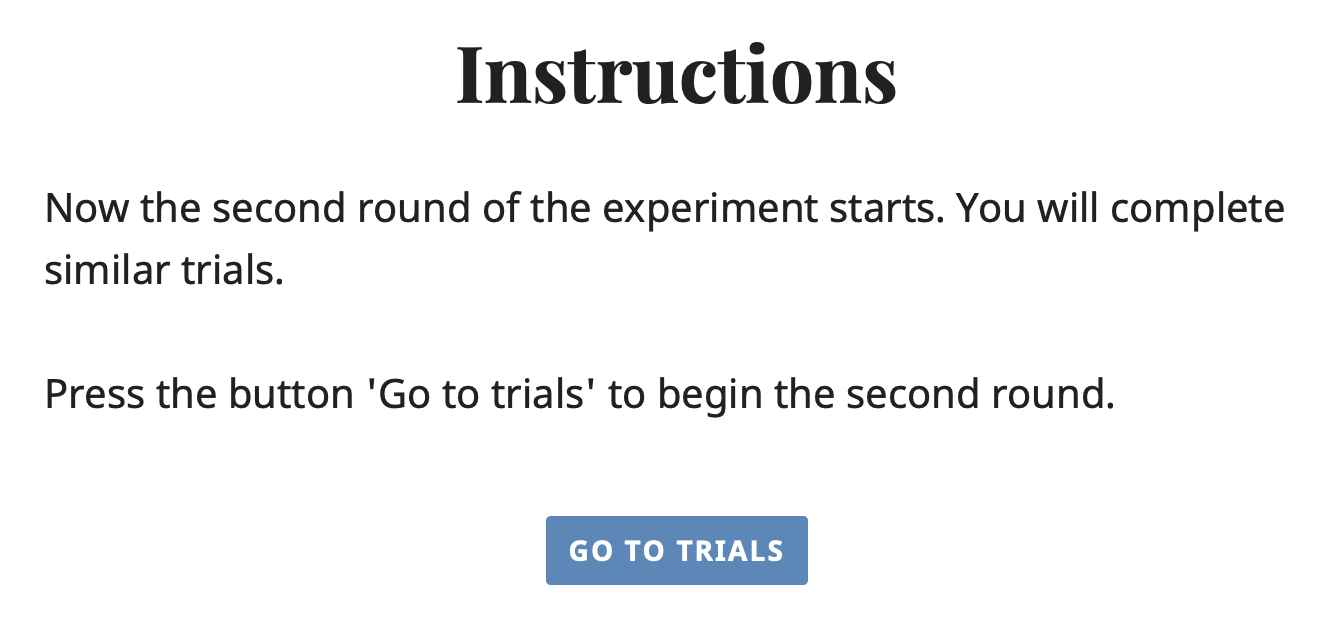 Instructions
Now the second round of the experiment starts. You will complete
similar trials.
Press the button 'Go to trials' to begin the second round.
GO TO TRIALS